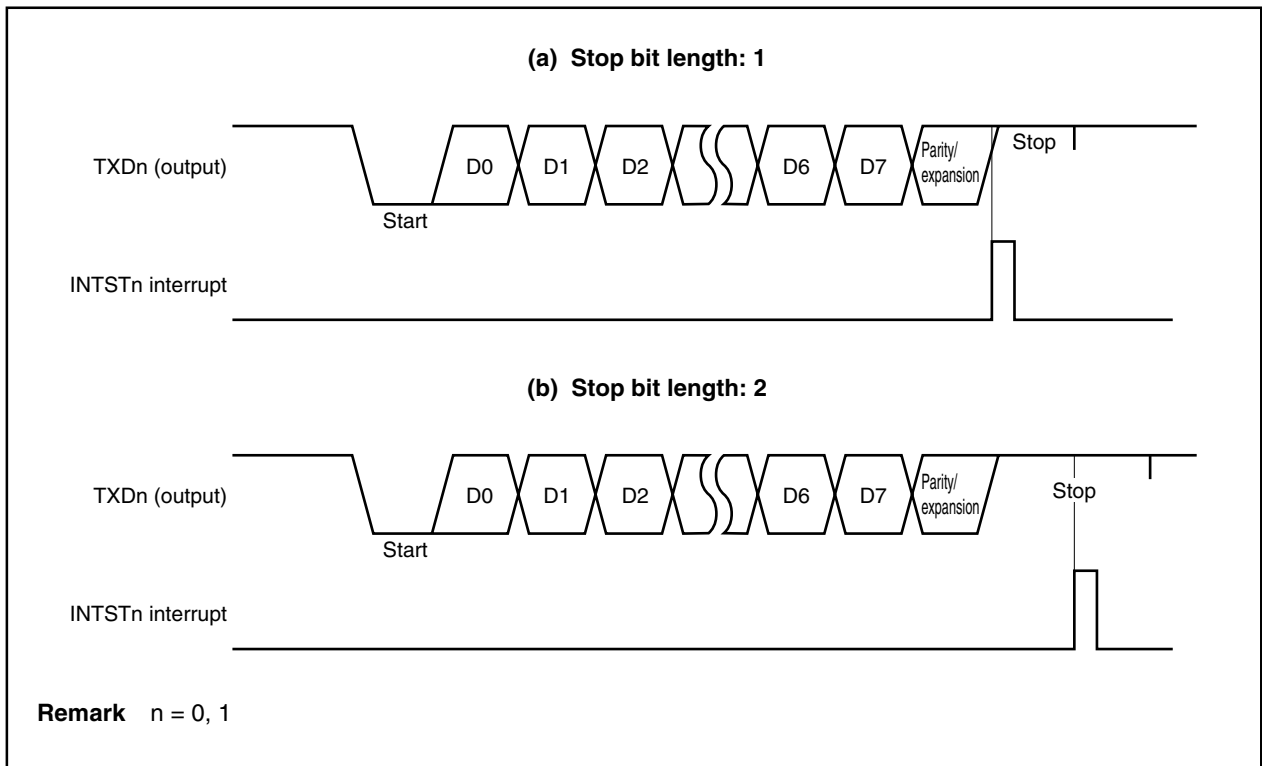 (a) Stop bit length: 1
TXDn (output)
D0
D1
D2
D6
D7
Parity/
expansion
Stop
Start
INTSTn interrupt
(b) Stop bit length: 2
TXDn (output)
D0
D1
D2
D6
D7
Parity/
expansion
Stop
Start
INTSTn interrupt
Remark n = 0, 1